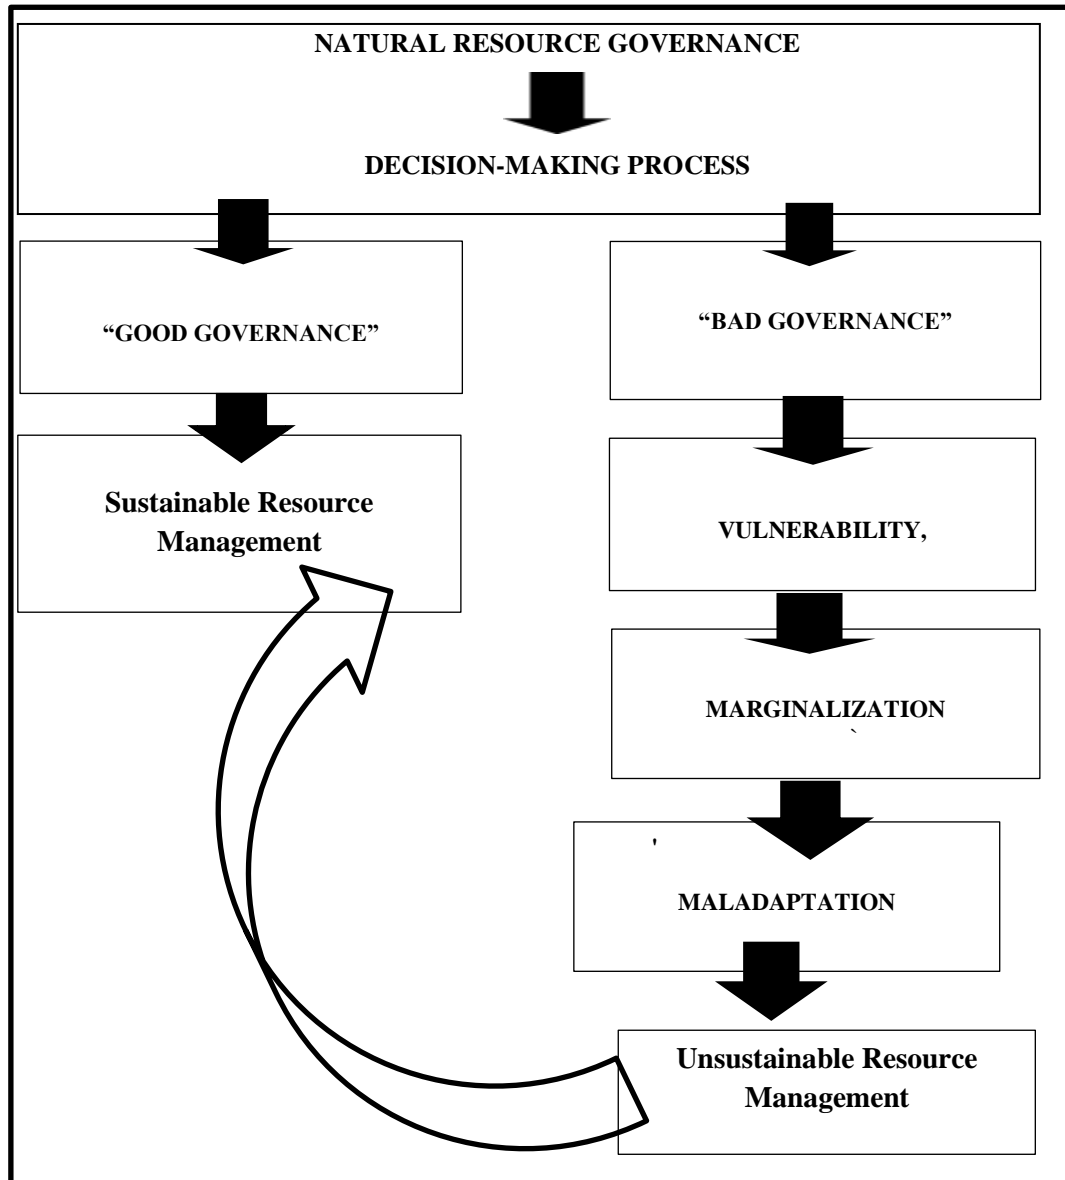 NATURAL RESOURCE GOVERNANCE
DECISION-MAKING PROCESS
“GOOD GOVERNANCE”
“BAD GOVERNANCE”
Sustainable Resource
Management
VULNERABILITY,
MARGINALIZATION
`
'
MALADAPTATION
Unsustainable Resource
Management